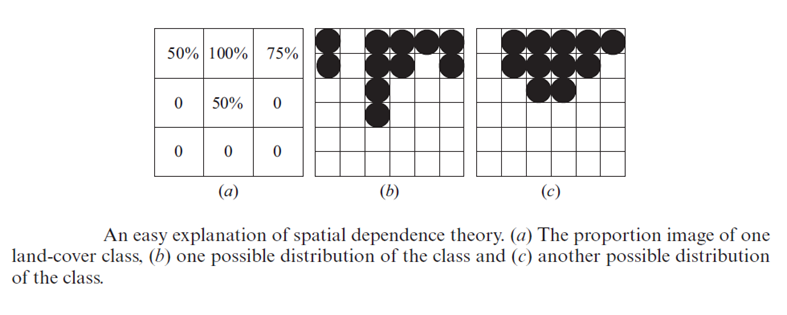 50% 100% 75%
0 50% 0
0 0 0
(a) (b) (c)
An easy explanation of spatial dependence theory. (a) The proportion image of one
land-cover class, (b) one possible distribution of the class and (c) another possible distribution
of the class.